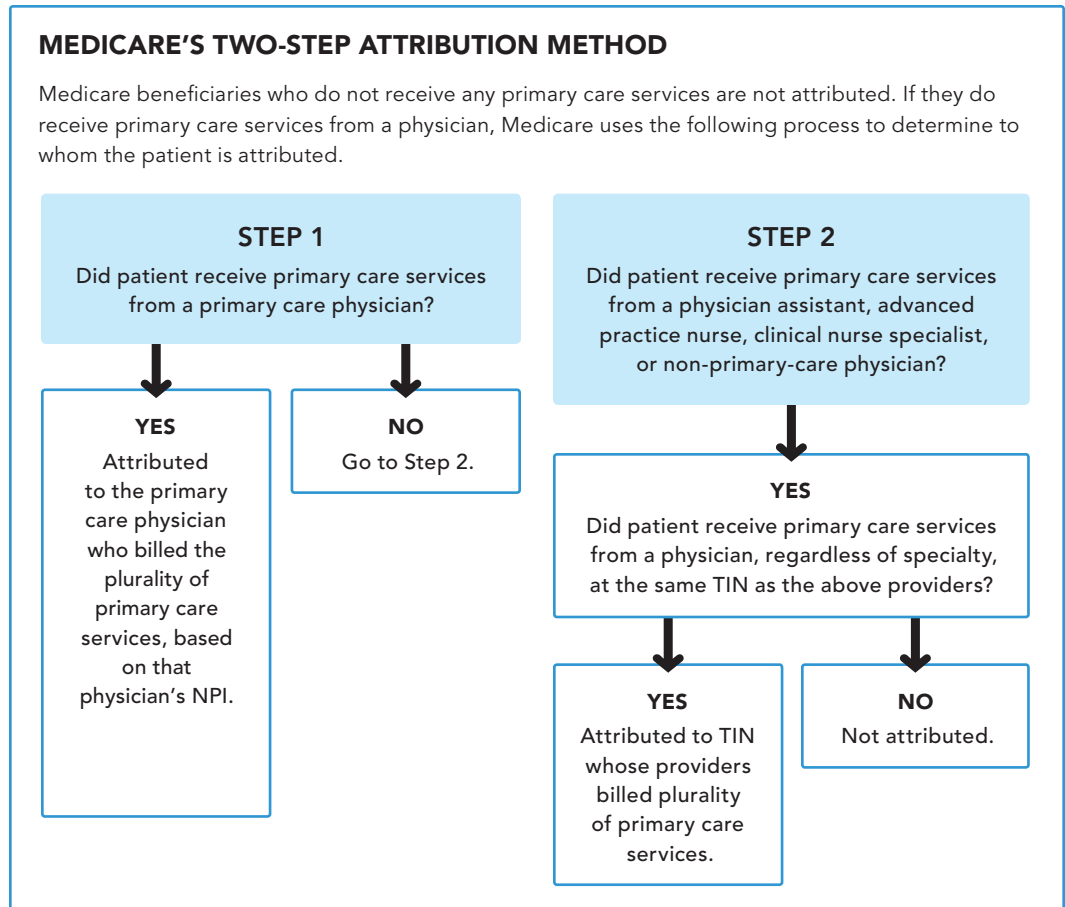 MEDICARE’S TWO-STEP ATTRIBUTION METHOD
Medicare beneficiaries who do not receive any primary care services are not attributed. If they do
receive primary care services from a physician, Medicare uses the following process to determine to
whom the patient is attributed.
STEP 1
Did patient receive primary care services
from a primary care physician?
YES
Attributed
to the primary
care physician
who billed the
plurality of
primary care
services, based
on that
physician’s NPI.
NO
Go to Step 2.
STEP 2
Did patient receive primary care services
from a physician assistant, advanced
practice nurse, clinical nurse specialist,
or non-primary-care physician?
YES
Did patient receive primary care services
from a physician, regardless of specialty,
at the same TIN as the above providers?
YES
Attributed to TIN
whose providers
billed plurality
of primary care
services.
NO
Not attributed.